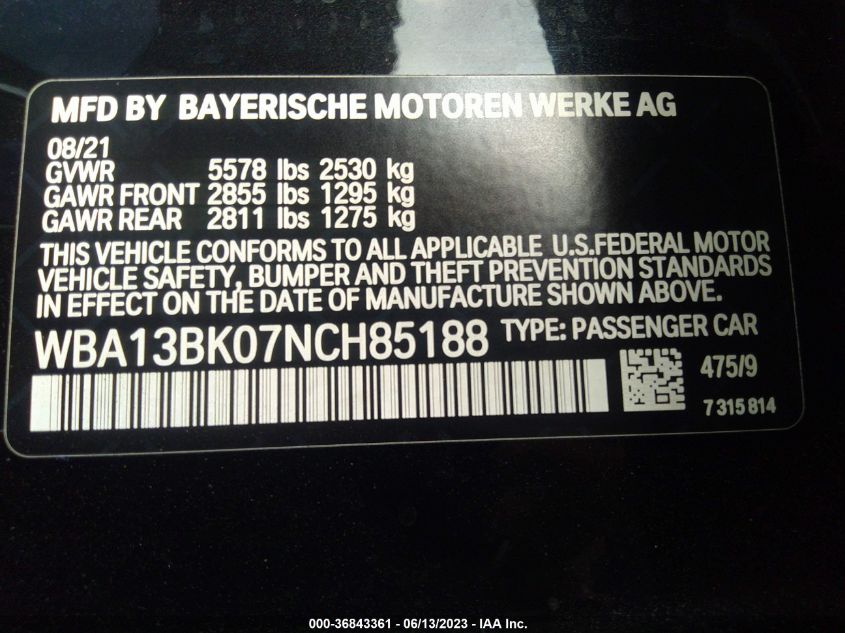 MFD BY BAYERISCHE MOTOREN WERKE AG
08/21
GVWR 5578 lbs 2530 kg
GAWR FRONT 2855 lbs 1295 kg
GAWR REAR 2811 lbs 1275 kg
THIS VEHICLE CONFORMS TO ALL APPLICABLE U.S.FEDERAL MOTOR
VEHICLE SAFETY, BUMPER AND THEFT PREVENTION STANDARDS
IN EFFECT ON THE DATE OF MANUFACTURE SHOWN ABOVE.
WBA13BK07NCH85188 TYPE: PASSENGER CAR
475/9
7 315 814
000-36843361 - 06/13/2023 - IAA Inc.